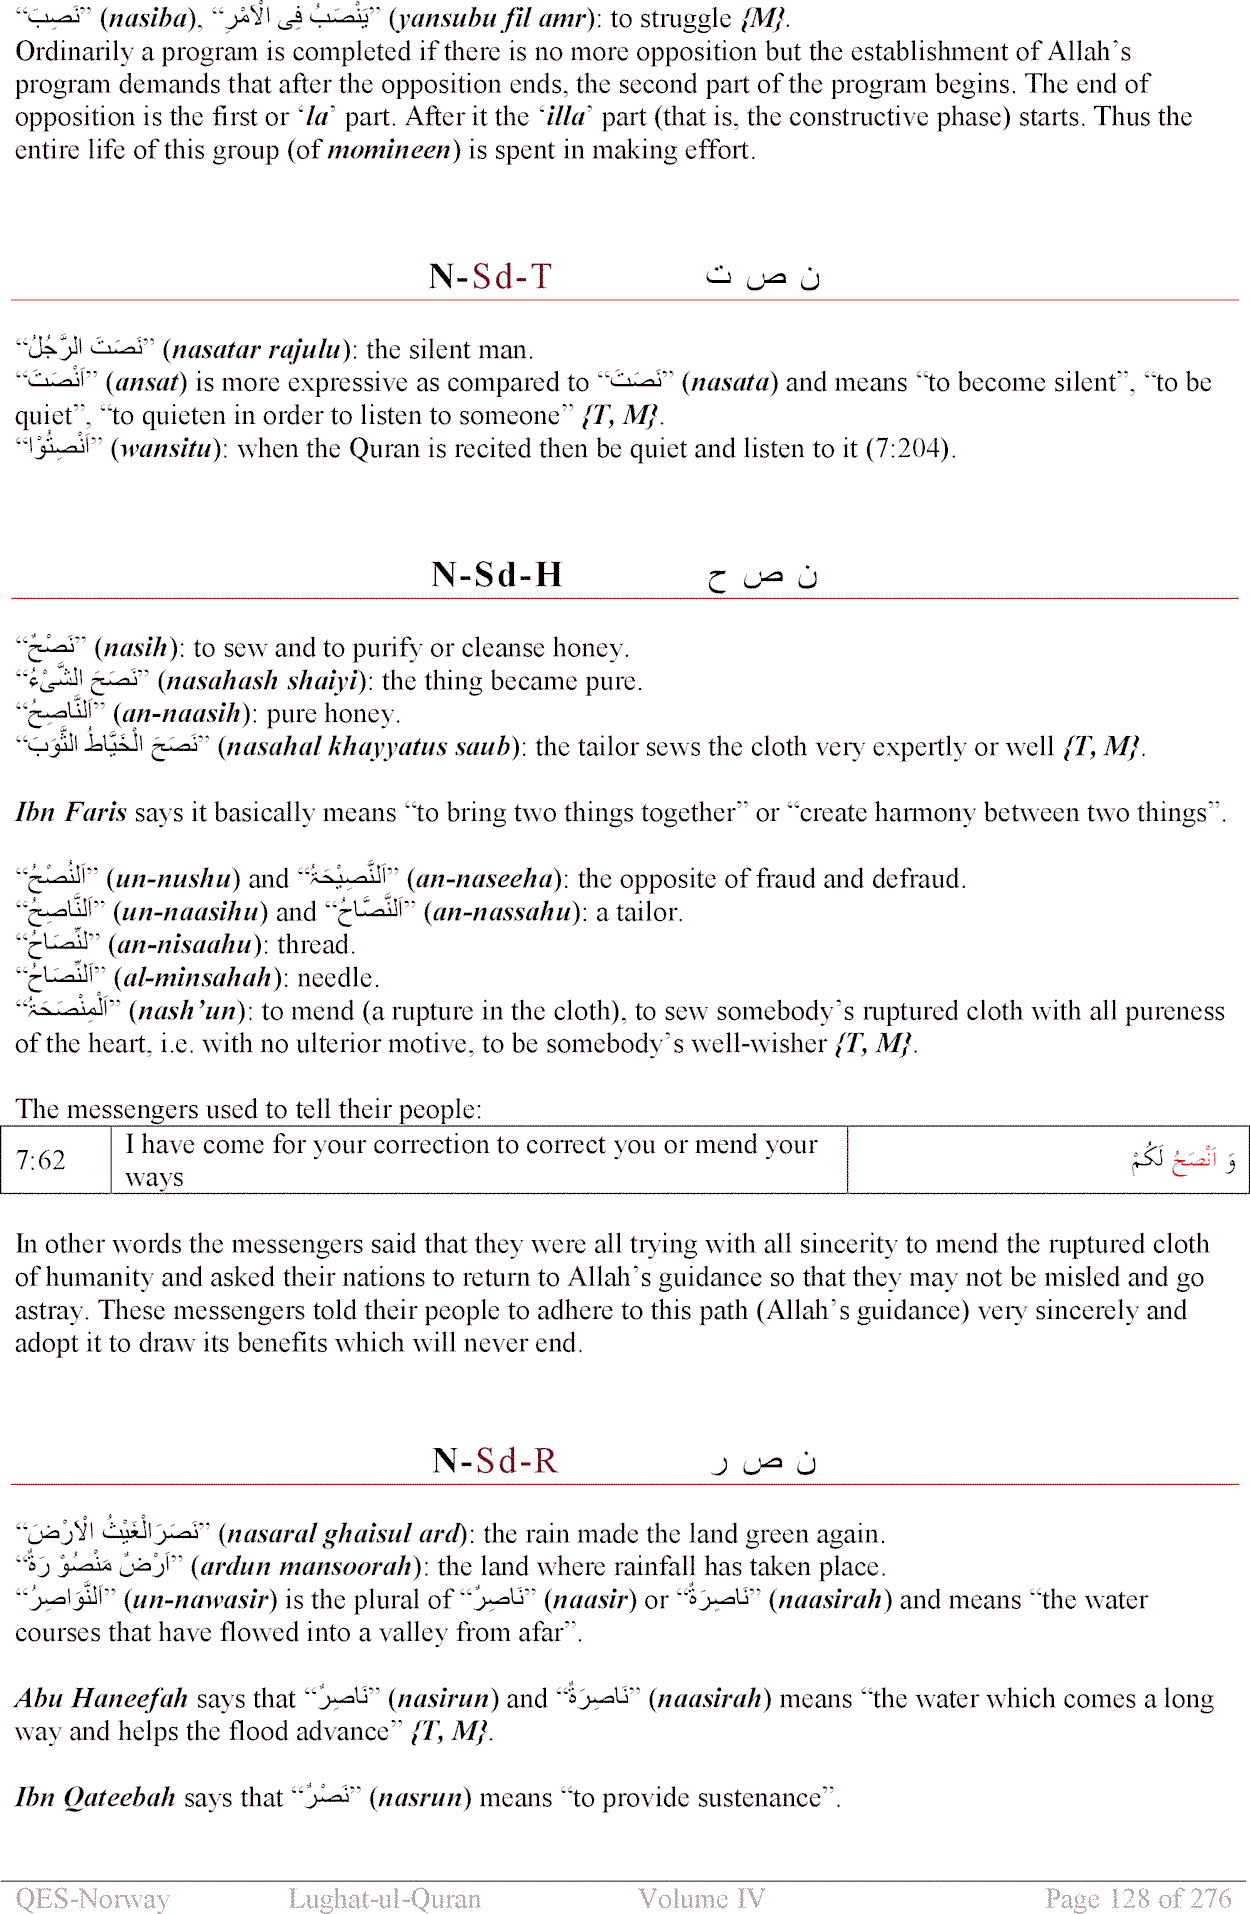 “نَصِبَ” (nasiba), “يَنْصَبُ فِى الْاَمْرِ” (yansubu fil amr): to struggle {M}.
Ordinarily a program is completed if there is no more opposition but the establishment of Allah’s
program demands that after the opposition ends, the second part of the program begins. The end of
opposition is the first or ‘la’ part. After it the ‘illa’ part (that is, the constructive phase) starts. Thus the
entire life of this group (of momineen) is spent in making effort.
N-Sd-T ن ص ت
“نَصَتَ الرَّجُلُ” (nasatar rajulu): the silent man.
“اَنْصَتَ” (ansat) is more expressive as compared to “نَصَتَ” (nasata) and means “to become silent”, “to be
quiet”, “to quieten in order to listen to someone” {T, M}.
“اَنْصِتُوْا” (wansitu): when the Quran is recited then be quiet and listen to it (7:204).
N-Sd-H ن ص ح
“نَصْحٌ” (nasih): to sew and to purify or cleanse honey.
“نَصَحَ الشَّىْءُ” (nasahash shaiyi): the thing became pure.
“اَلنَّاصِحُ” (an-naasih): pure honey.
“نَصَحَ الْخَيَّاطُ الثَّوْبَ” (nasahal khayyatus saub): the tailor sews the cloth very expertly or well {T, M}.
Ibn Faris says it basically means “to bring two things together” or “create harmony between two things”.
“اَلنُّصْحُ” (un-nushu) and “اَلنَّصِيْحَۃُ” (an-naseeha): the opposite of fraud and defraud.
“اَلنَّاصِحُ” (un-naasihu) and “اَلنَّصَّاحُ” (an-nassahu): a tailor.
“لنِّصَاحُ” (an-nisaahu): thread.
“اَلنِّصَاحُ” (al-minsahah): needle.
“اَلْمِنْصَحَۃُ” (nash’un): to mend (a rupture in the cloth), to sew somebody’s ruptured cloth with all pureness
of the heart, i.e. with no ulterior motive, to be somebody’s well-wisher {T, M}.
The messengers used to tell their people:
7:62 I have come for your correction to correct you or mend your
ways وَ اَنْصَحُ لَكُمْ
In other words the messengers said that they were all trying with all sincerity to mend the ruptured cloth
of humanity and asked their nations to return to Allah’s guidance so that they may not be misled and go
astray. These messengers told their people to adhere to this path (Allah’s guidance) very sincerely and
adopt it to draw its benefits which will never end.
N-Sd-R ن ص ر
“نَصَرَالْغَيْثُ الْاَرْضَ” (nasaral ghaisul ard): the rain made the land green again.
“اَرْضٌ مَنْصُوْ رَةٌ” (ardun mansoorah): the land where rainfall has taken place.
“اَلنَّوَاصِرُ” (un-nawasir) is the plural of “نَاصِرٌ” (naasir) or “نَاصِرَةٌ” (naasirah) and means “the water
courses that have flowed into a valley from afar”.
Abu Haneefah says that “نَاصِرٌ” (nasirun) and “نَاصِرَةٌ” (naasirah) means “the water which comes a long
way and helps the flood advance” {T, M}.
Ibn Qateebah says that “نَصْرٌ” (nasrun) means “to provide sustenance”.
QES-Norway Lughat-ul-Quran Volume IV Page 128 of 276